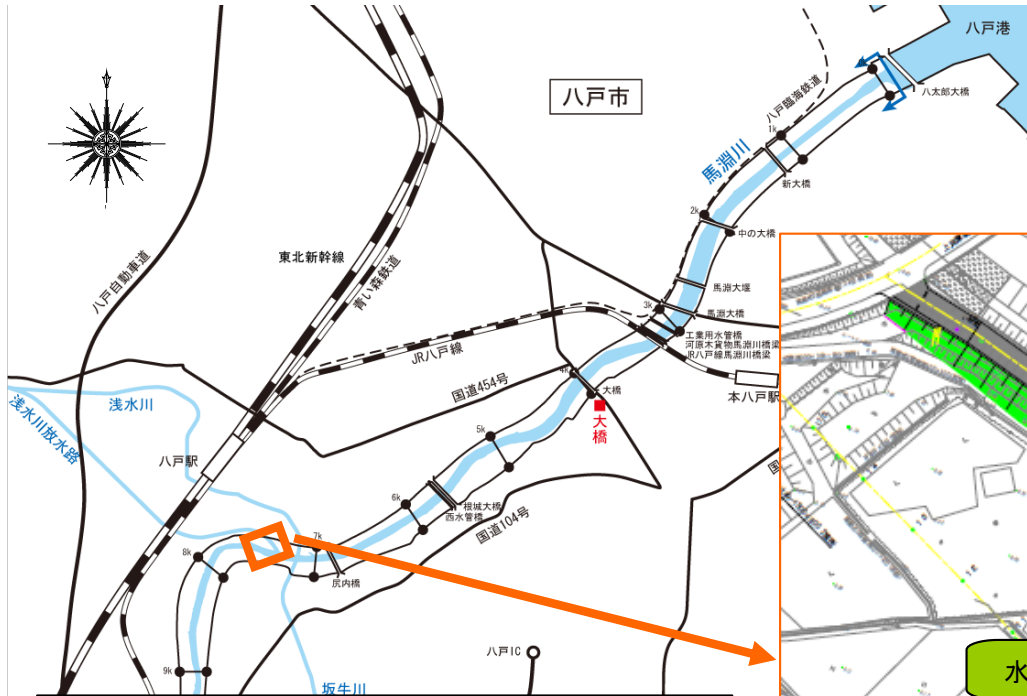 八戸港
八戸市
八戸臨海鉄道
八太郎大橋
1k
馬淵川
新大橋
2k
中の大橋
東北新幹線
青い森鉄道
八戸自動車道
馬淵大堰
3k
馬淵大橋
工業用水管橋
河原木貨物馬淵川橋梁
JR八戸線馬淵川橋梁
JR八戸線
本八戸駅
4k
大橋
国道454号
大橋
浅水川
浅水川放水路
5k
八戸駅
6k
根城大橋
西水管橋
国道104号
国
7k
8k
尻内橋
八戸IC
9k
坂牛川
水